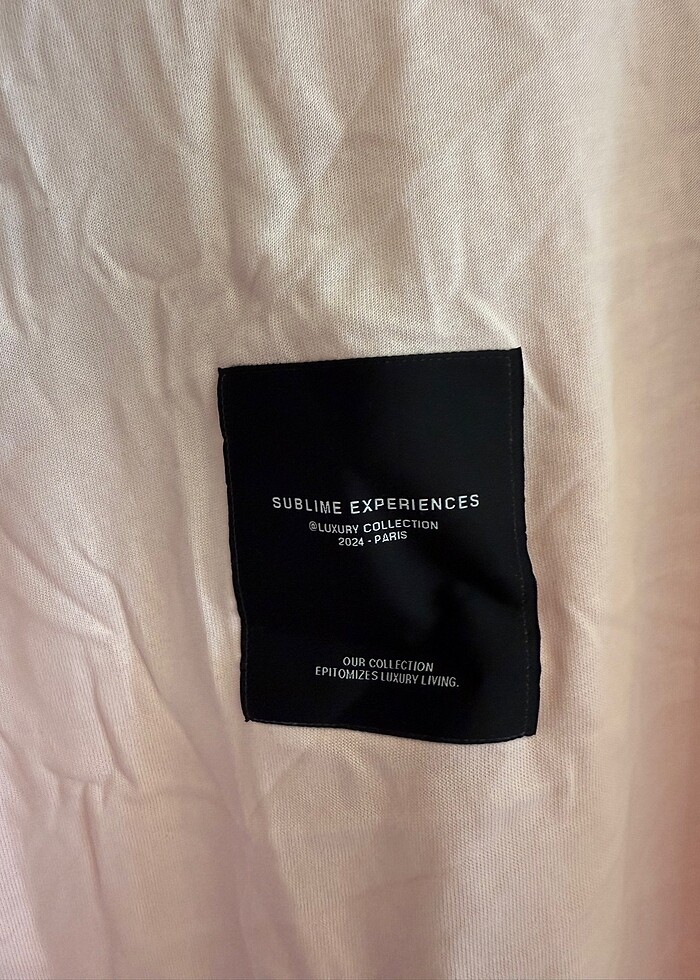 SUBLIME EXPERIENCES
@LUXURY COLLECTION
2024 - PARIS
OUR COLLECTION
EPITOMIZES LUXURY LIVING.